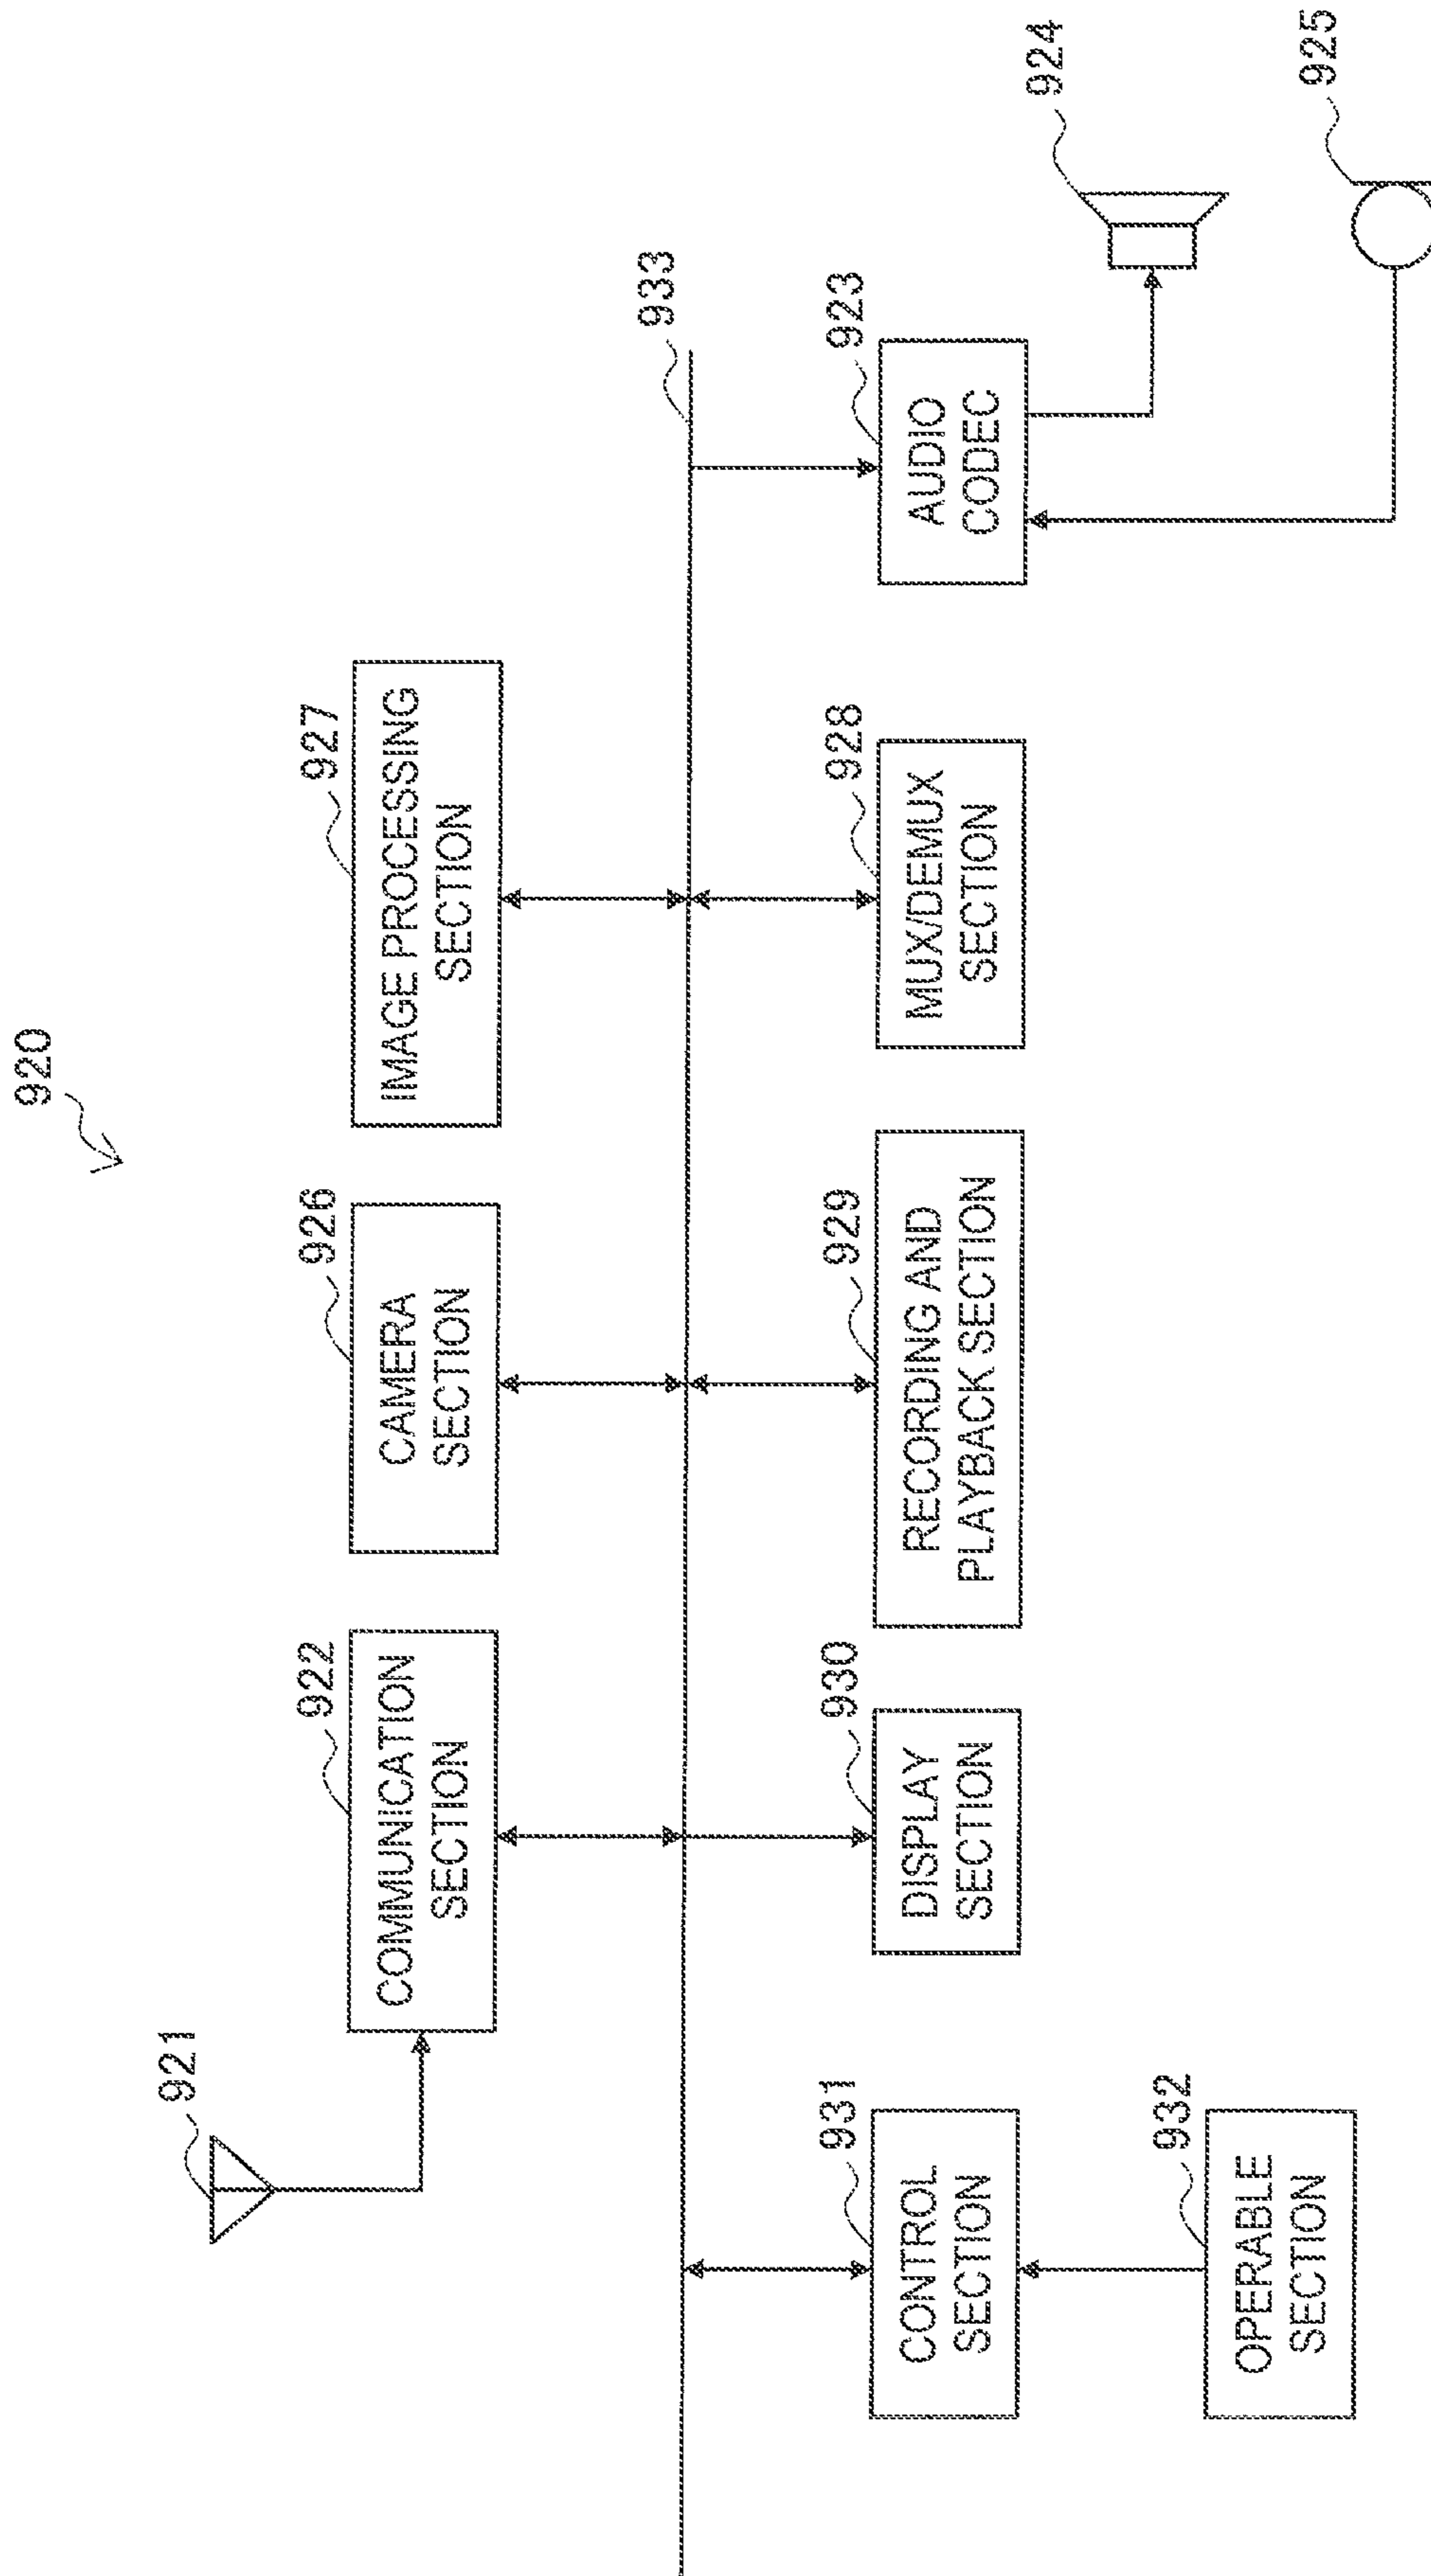 920
921
922
COMMUNICATION
SECTION
926
CAMERA
SECTION
927
IMAGE PROCESSING
SECTION
933
931
CONTROL
SECTION
930
DISPLAY
SECTION
929
RECORDING AND
PLAYBACK SECTION
928
MUX/DEMUX
SECTION
923
AUDIO
CODEC
924
932
OPERABLE
SECTION
925